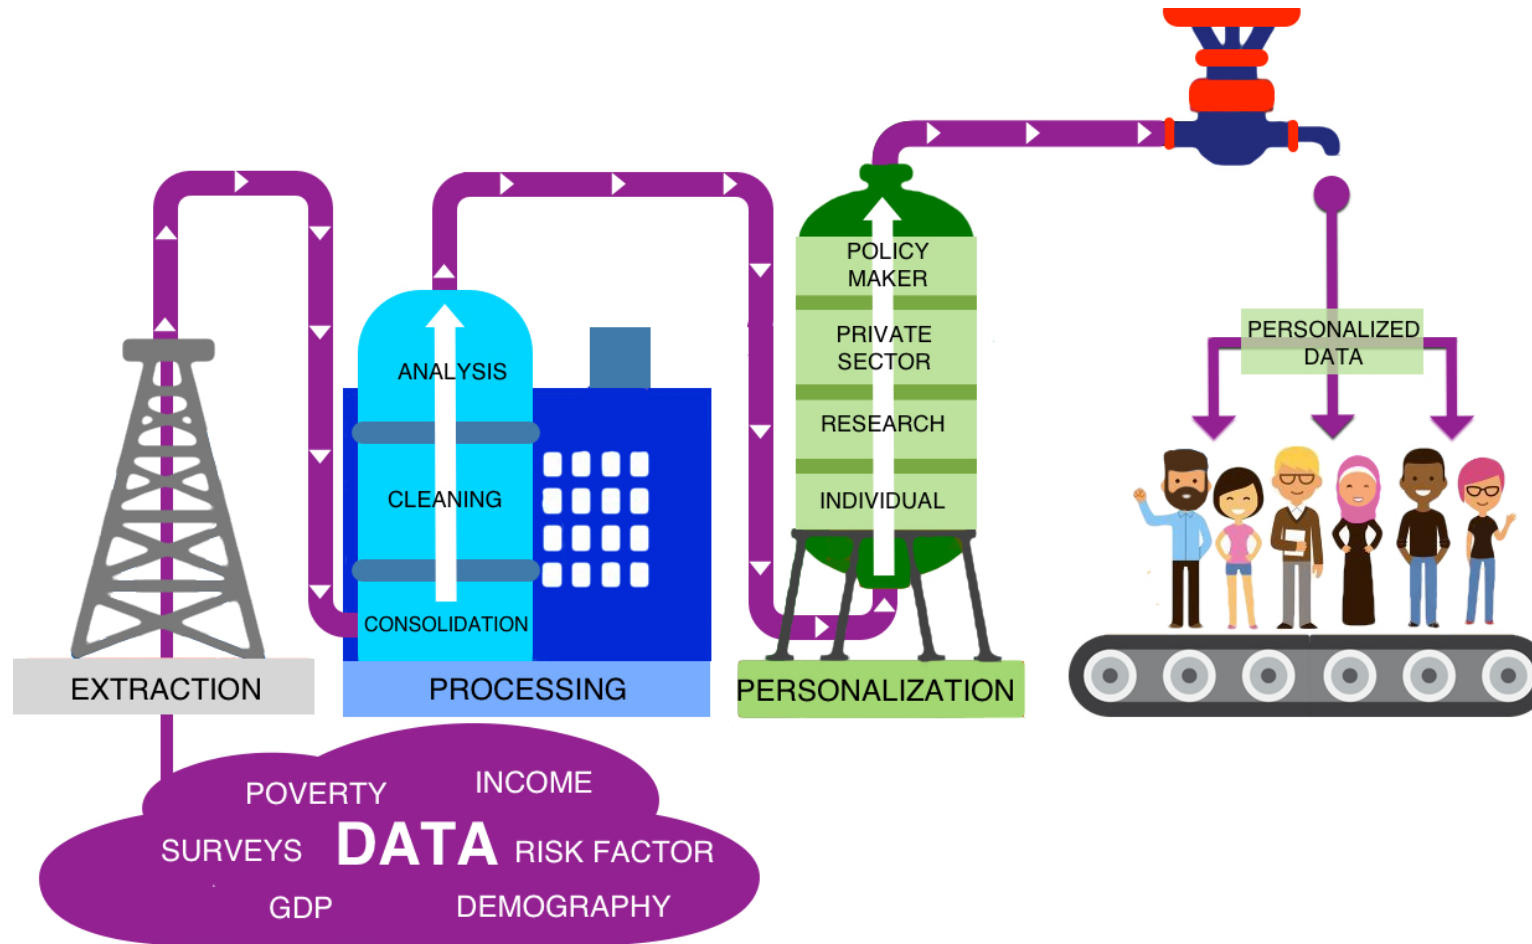 POLICY
MAKER
PRIVATE
SECTOR
RESEARCH
INDIVIDUAL
PERSONALIZED
DATA
ANALYSIS
CLEANING
CONSOLIDATION
EXTRACTION
PROCESSING
PERSONALIZATION
POVERTY
INCOME
SURVEYS
DATA
RISK FACTOR
GDP
DEMOGRAPHY